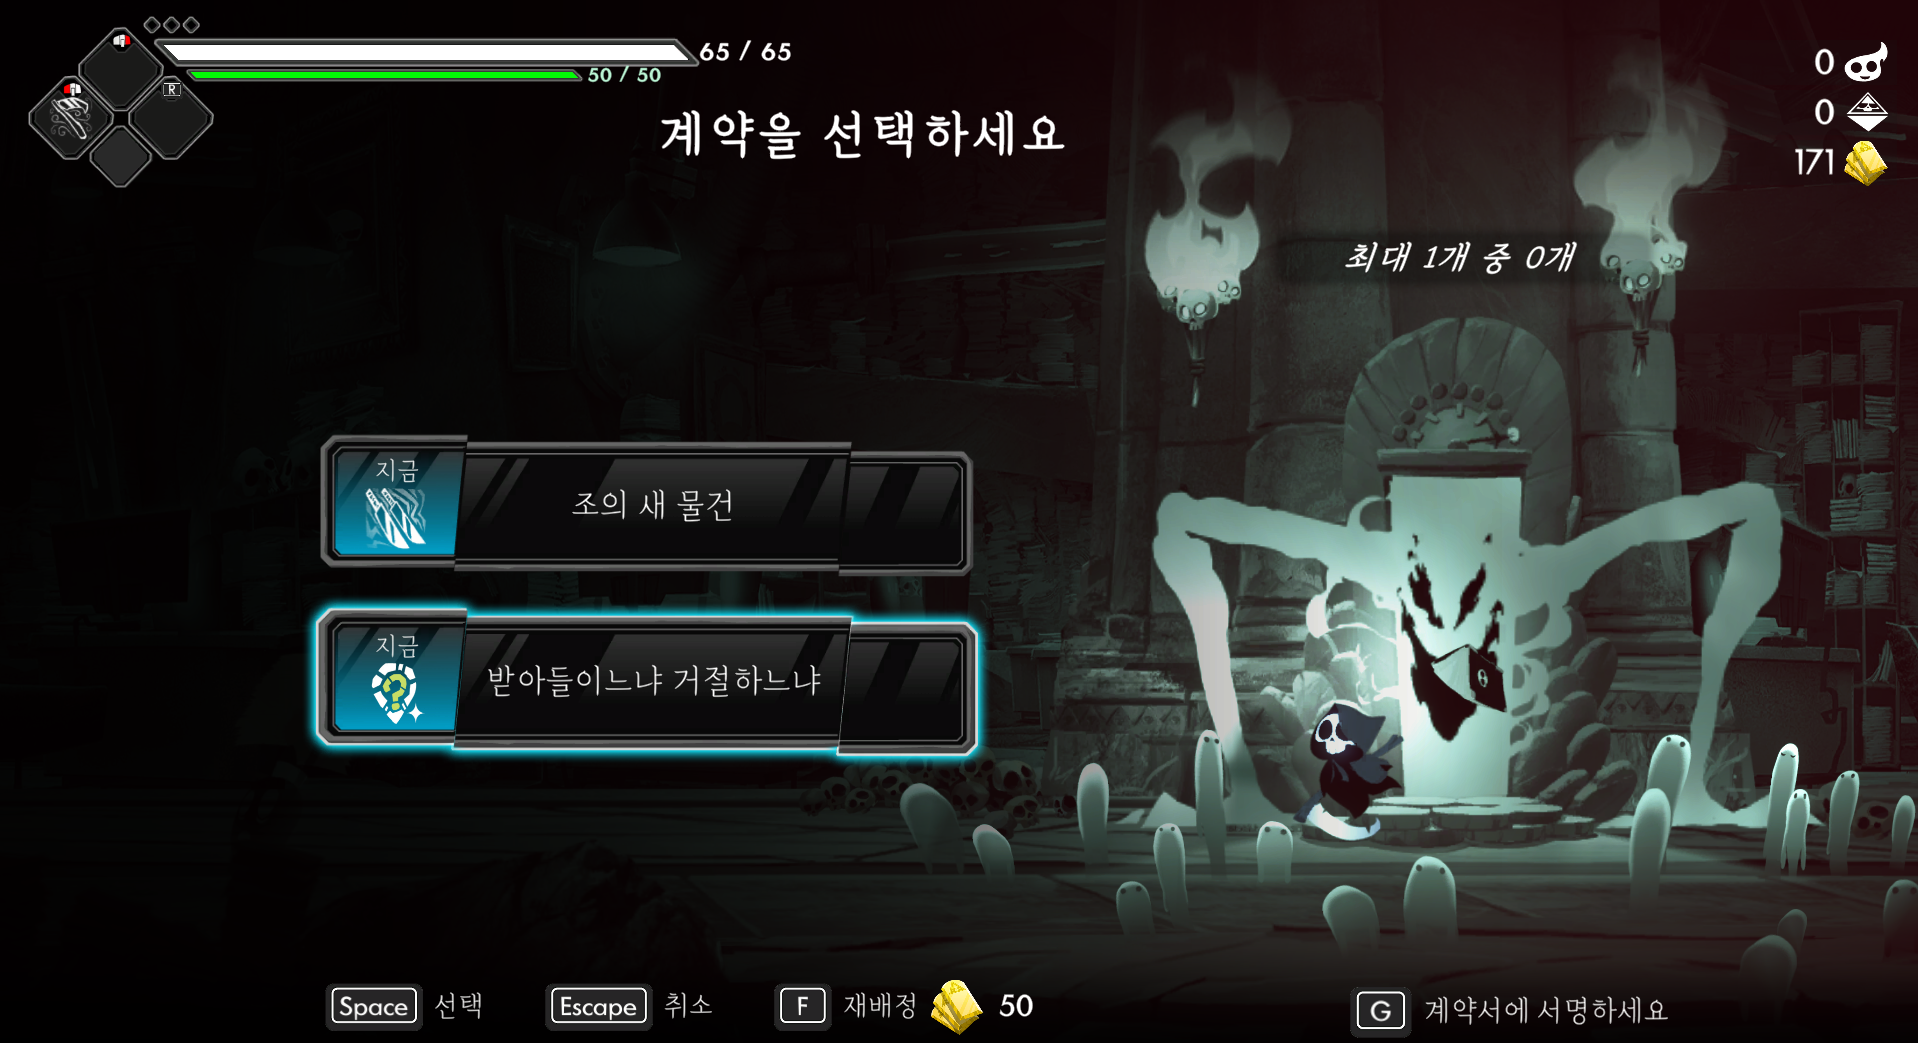 65 / 65
50 / 50
R
0
0
171
계약을 선택하세요
최대 1개 중 0개
지금
조의 새 물건
지금
받아들이느냐 거절하느냐
Space 선택
Escape 취소
F 재배정 50
G 계약서에 서명하세요